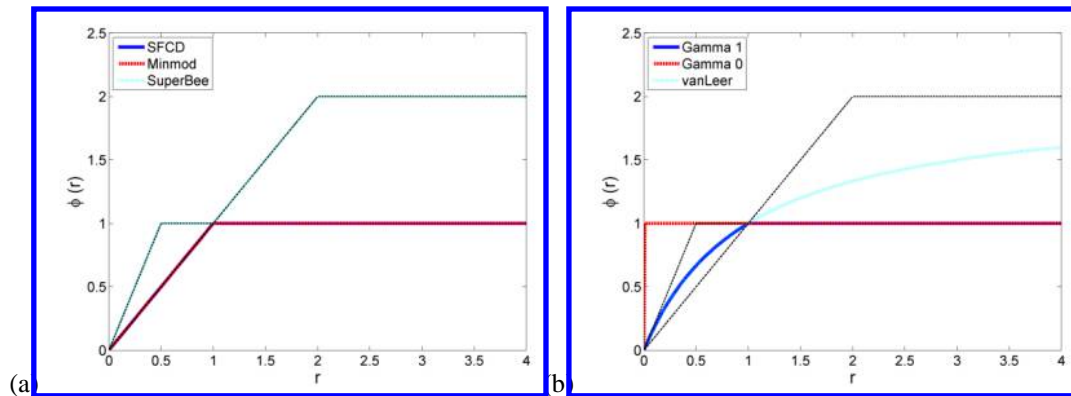 2.5
SFCD
Minmod
SuperBee
2
1.5
ϕ (r)
1
0.5
0
0 0.5 1 1.5 2 2.5 3 3.5 4
r
(a)
2.5
Gamma 1
Gamma 0
vanLeer
2
1.5
ϕ (r)
1
0.5
0
0 0.5 1 1.5 2 2.5 3 3.5 4
r
(b)